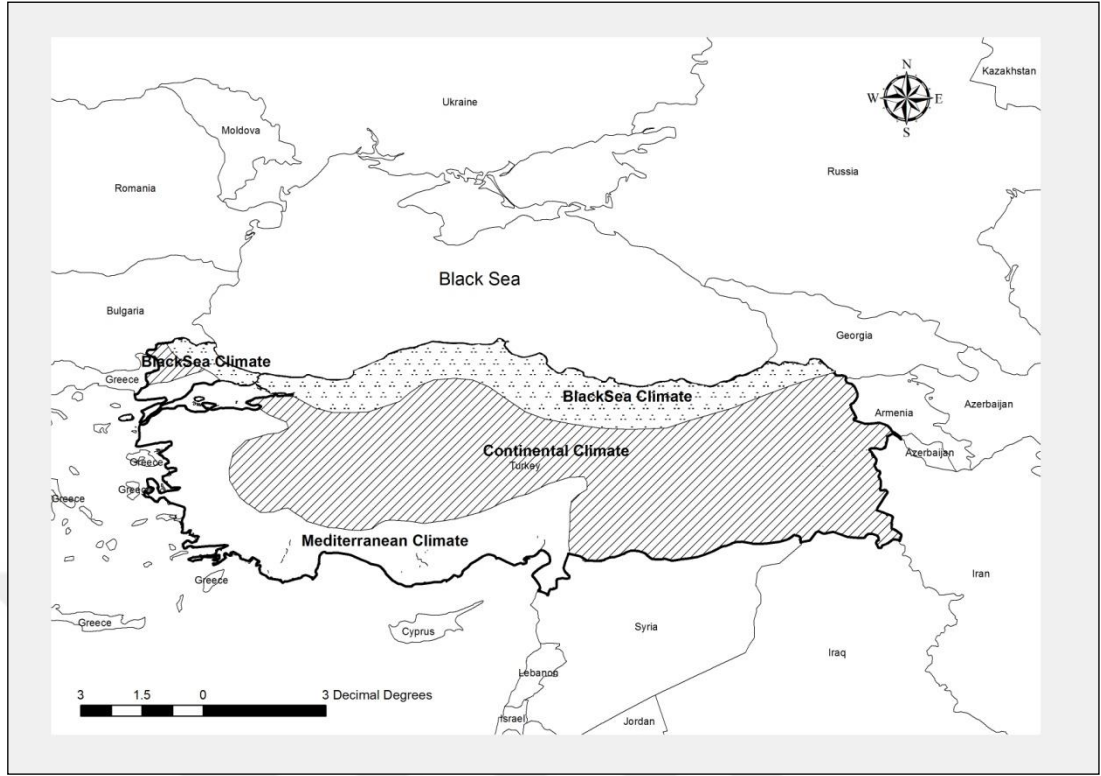 N
Kazakhstan
W
E
S
Ukraine
Moldova
Russia
Romania
Black Sea
Bulgaria
Georgia
BlackSea Climate
Greece
BlackSea Climate
Azerbaijan
Armenia
Continental Climate
Azerbaijan
Turkey
Greece
Greece
Greece
Mediterranean Climate
Greece
Iran
Greece
Cyprus
Syria
Iraq
Lebanon
3 1.5 0 3 Decimal Degrees
Israel
Jordan